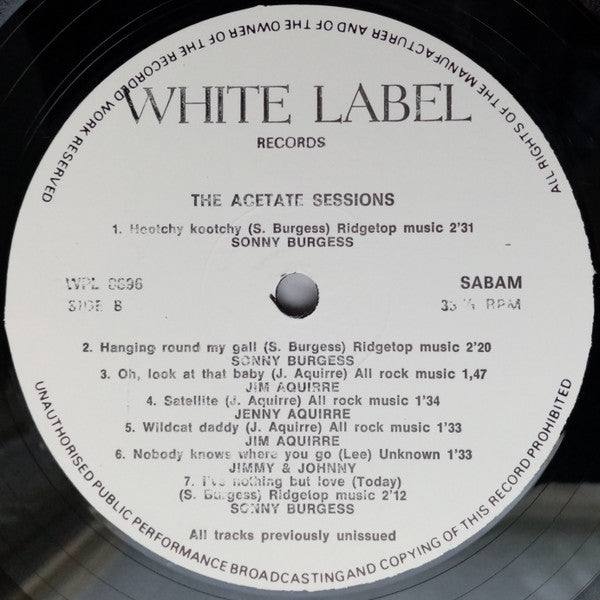 ALL RIGHTS OF THE MANUFACTURER AND OF THE OWNER OF THE RECORDED WORK RESERVED
WHITE LABEL
RECORDS
THE ACETATE SESSIONS
1. Hootchy kootchy (S. Burgess) Ridgetop music 2'31
SONNY BURGESS
WPL 8896 SABAM
SIDE B 33 ⅓ RPM
2. Hanging round my gall (S. Burgess) Ridgetop music 2'20
SONNY BURGESS
3. Oh, look at that baby (J. Aquirre) All rock music 1,47
JIM AQUIRRE
4. Satellite (J. Aquirre) All rock music 1'34
JENNY AQUIRRE
5. Wildcat daddy (J. Aquirre) All rock music 1'33
JIM AQUIRRE
6. Nobody knows where you go (Lee) Unknown 1'33
JIMMY & JOHNNY
7. I've nothing but love (Today)
(S. Burgess) Ridgetop music 2'12
SONNY BURGESS
All tracks previously unissued
UNAUTHORISED PUBLIC PERFORMANCE BROADCASTING AND COPYING OF THIS RECORD PROHIBITED